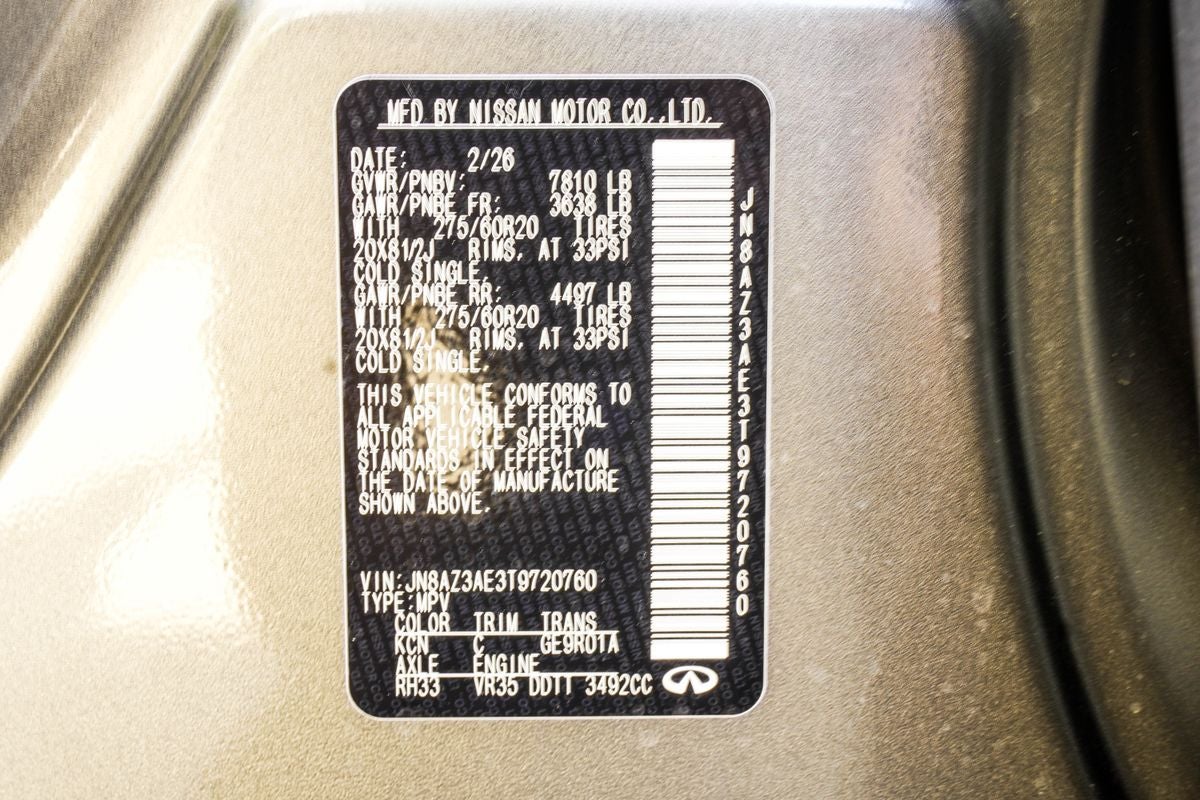 MFD BY NISSAN MOTOR CO.,LTD.
DATE: 2/26
GVWR/PNBV: 7810 LB
GAWR/PNBE FR: 3638 LB
WITH 275/60R20 TIRES
20X81/2J RIMS, AT 33PSI
COLD SINGLE.
GAWR/PNBE RR: 4497 LB
WITH 275/60R20 TIRES
20X81/2J RIMS, AT 33PSI
COLD SINGLE.
THIS VEHICLE CONFORMS TO
ALL APPLICABLE FEDERAL
MOTOR VEHICLE SAFETY
STANDARDS IN EFFECT ON
THE DATE OF MANUFACTURE
SHOWN ABOVE.
VIN:JN8AZ3AE3T9720760
TYPE:MPV
COLOR TRIM TRANS
KCN C GE9R01A
AXLE ENGINE
RH33 VR35 DDTT 3492CC
JN8AZ3AE3T9720760